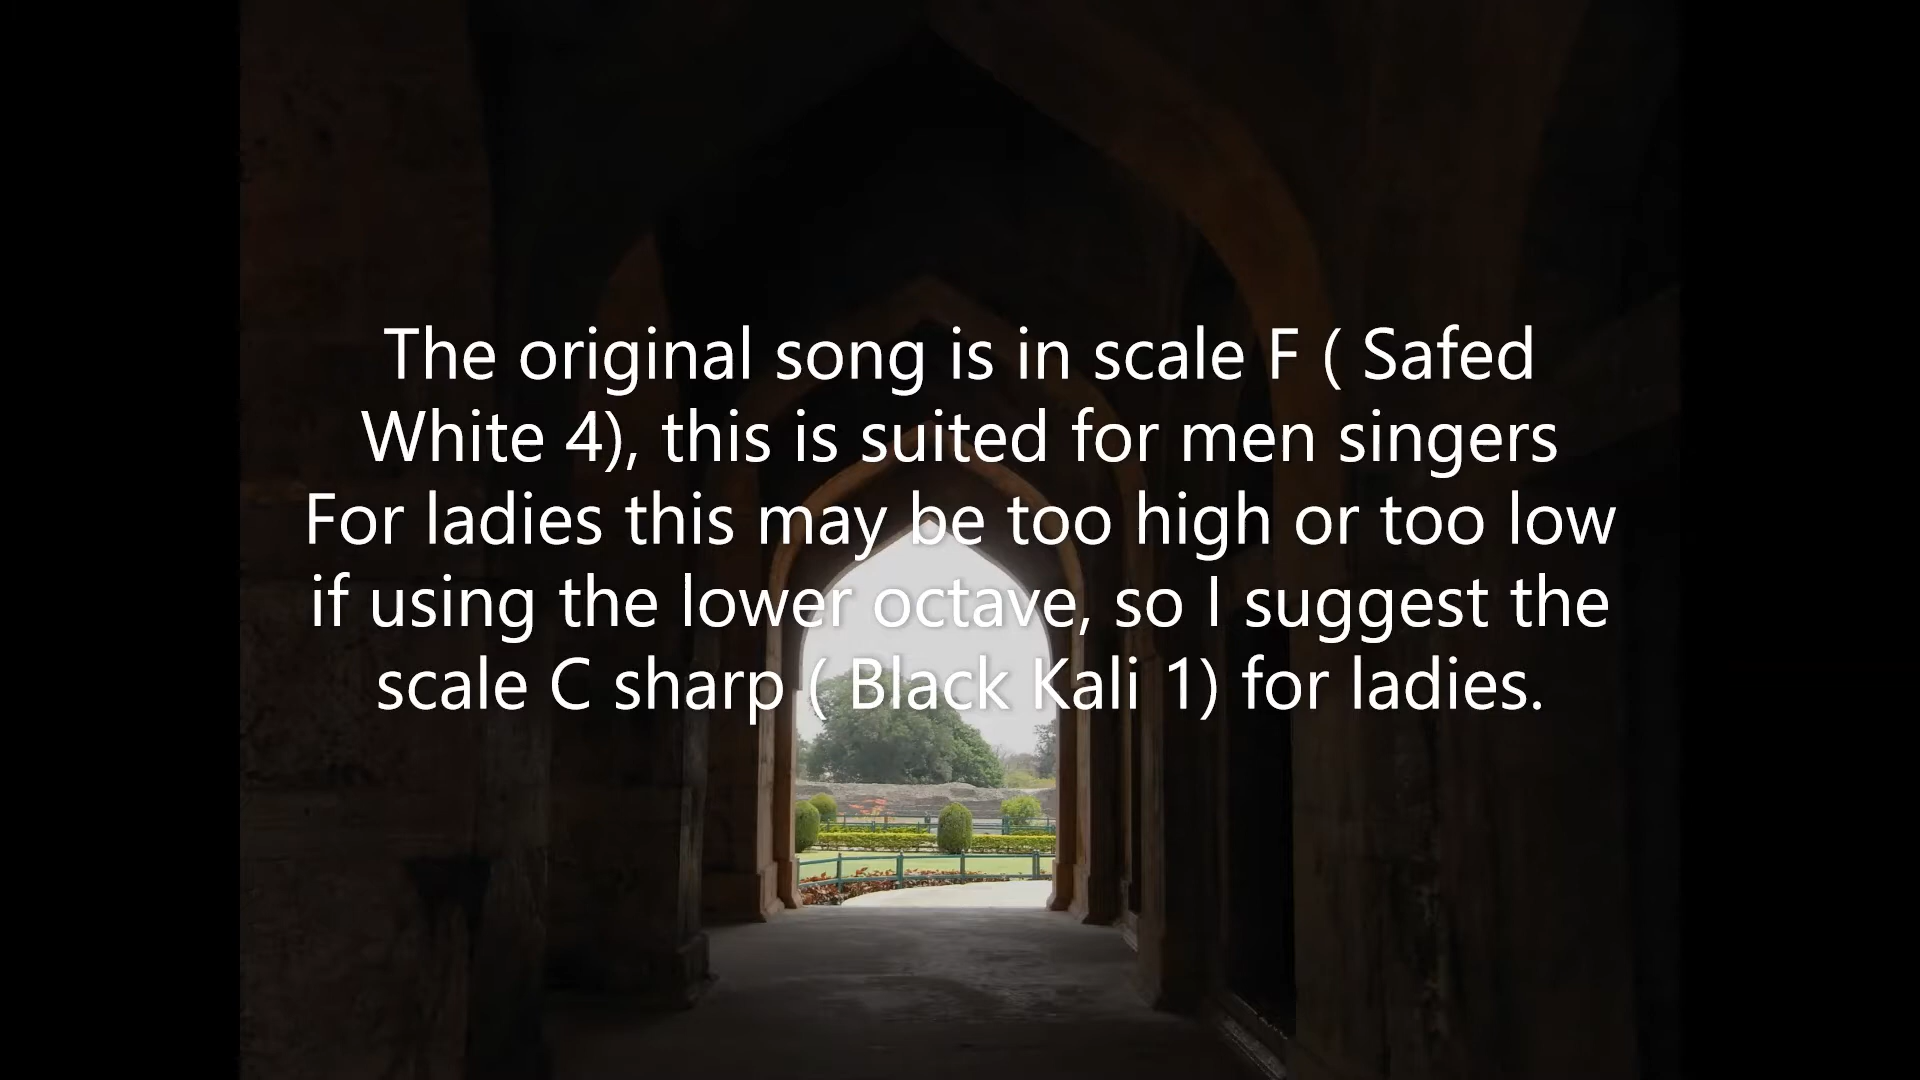 The original song is in scale F ( Safed
White 4), this is suited for men singers
For ladies this may be too high or too low
if using the lower octave, so I suggest the
scale C sharp ( Black Kali 1) for ladies.